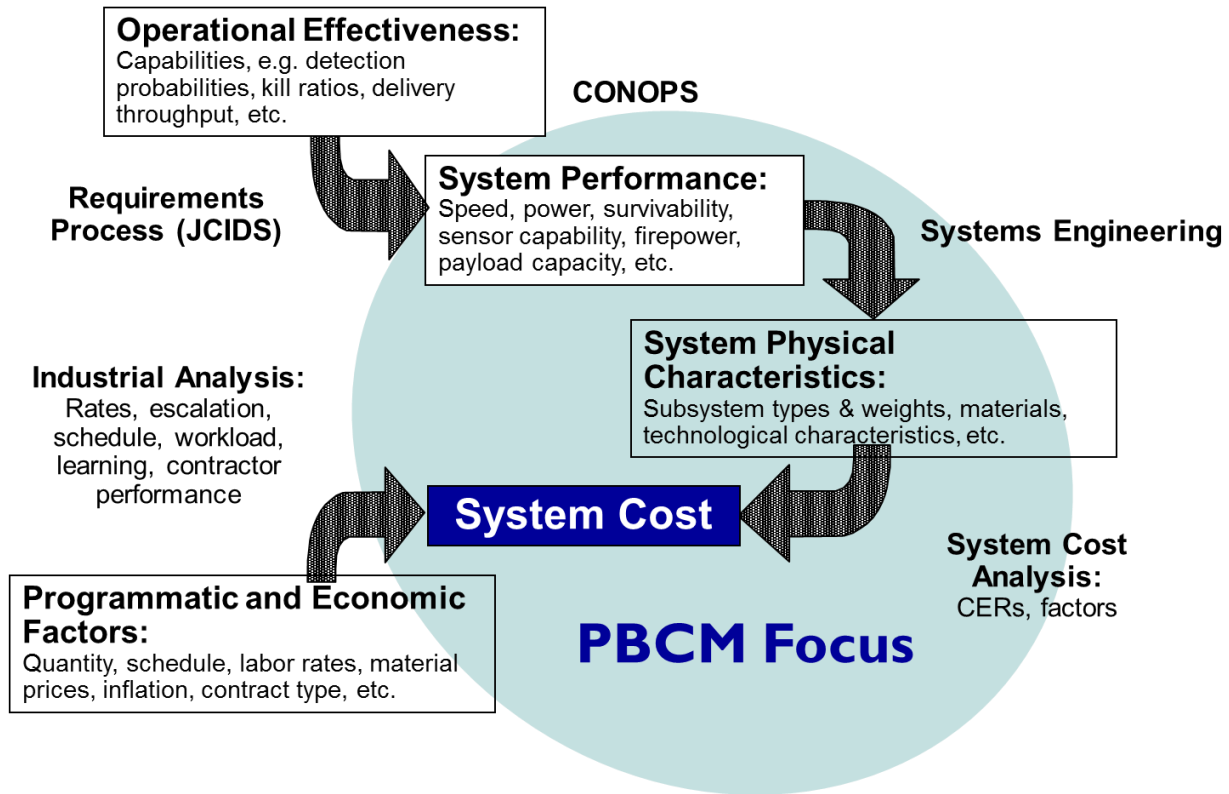 Operational Effectiveness:
Capabilities, e.g. detection
probabilities, kill ratios, delivery
throughput, etc.
CONOPS
Requirements
Process (JCIDS)
System Performance:
Speed, power, survivability,
sensor capability, firepower,
payload capacity, etc.
Systems Engineering
System Physical
Characteristics:
Subsystem types & weights, materials,
technological characteristics, etc.
Industrial Analysis:
Rates, escalation,
schedule, workload,
learning, contractor
performance
System Cost
System Cost
Analysis:
CERs, factors
Programmatic and Economic
Factors:
Quantity, schedule, labor rates, material
prices, inflation, contract type, etc.
PBCM Focus